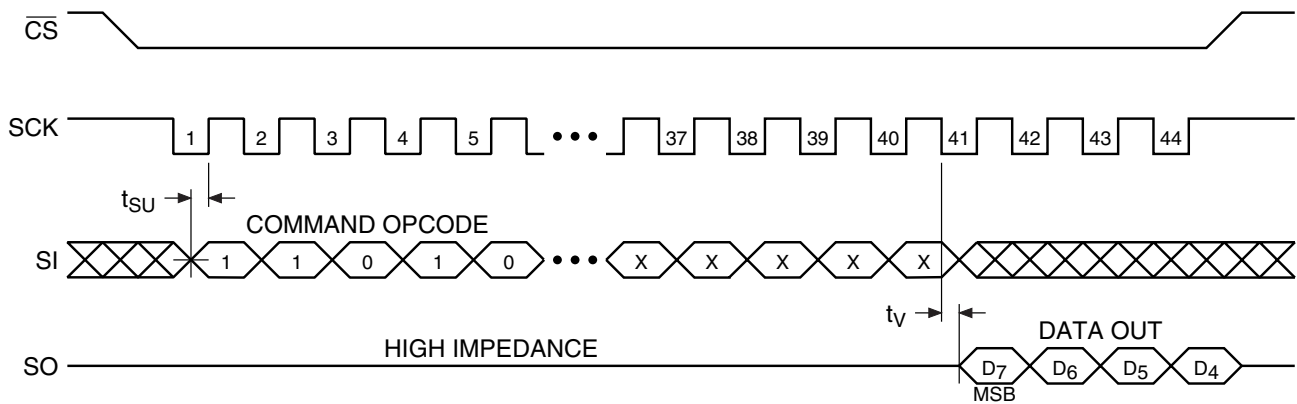 CS
SCK 1 2 3 4 5 ••• 37 38 39 40 41 42 43 44
tSU
COMMAND OPCODE
SI 1 1 0 1 0 ••• X X X X X
tV
DATA OUT
HIGH IMPEDANCE
SO D7 D6 D5 D4
MSB